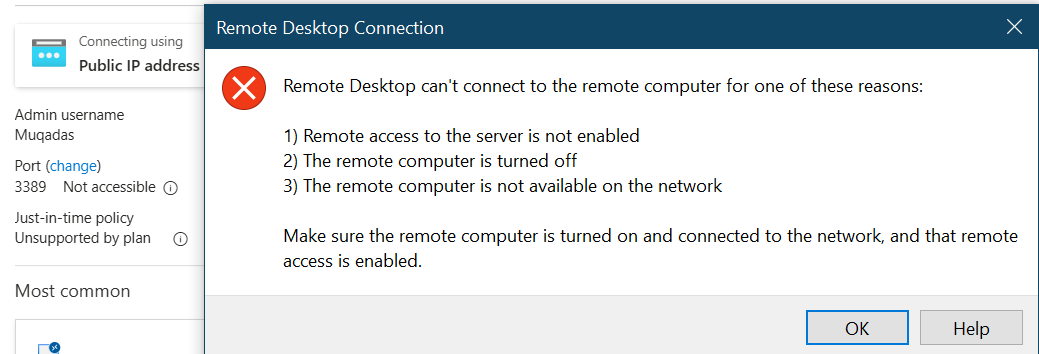 Connecting using
Public IP address
Admin username
Muqadas
Port (change)
3389 Not accessible
Just-in-time policy
Unsupported by plan
Most common
Remote Desktop Connection
Remote Desktop can't connect to the remote computer for one of these reasons:
1) Remote access to the server is not enabled
2) The remote computer is turned off
3) The remote computer is not available on the network
Make sure the remote computer is turned on and connected to the network, and that remote
access is enabled.
OK
Help